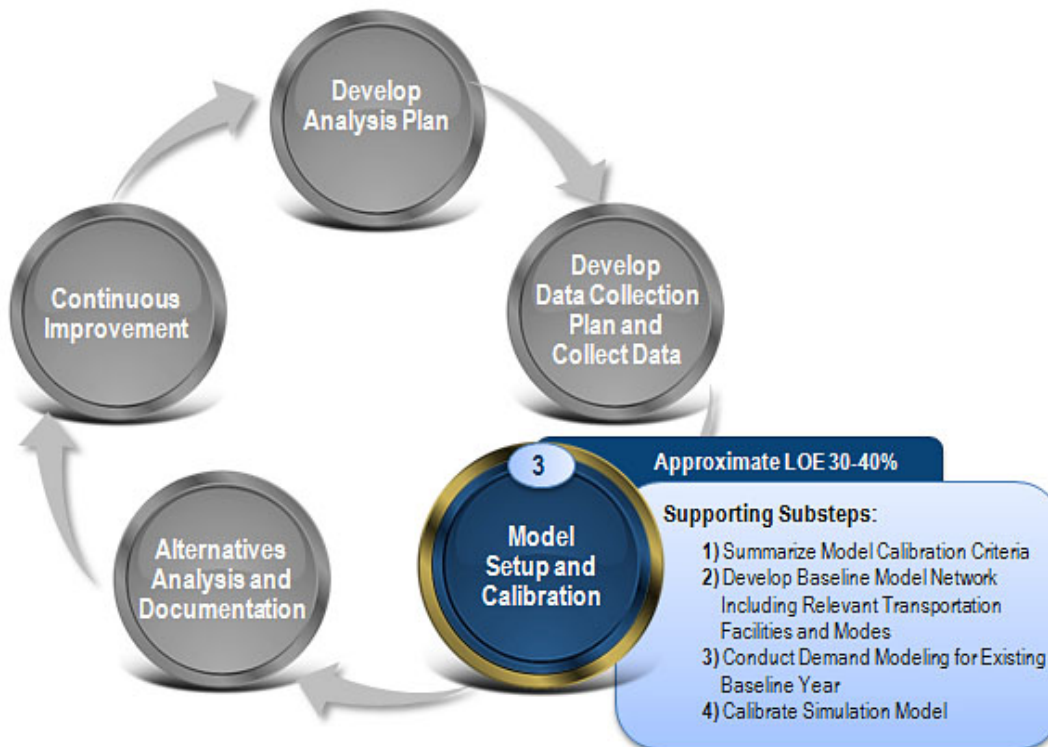 Develop
Analysis Plan
Develop
Data Collection
Plan and
Collect Data
Continuous
Improvement
3
Model
Setup and
Calibration
Approximate LOE 30-40%
Supporting Substeps:
1) Summarize Model Calibration Criteria
2) Develop Baseline Model Network
Including Relevant Transportation
Facilities and Modes
3) Conduct Demand Modeling for Existing
Baseline Year
4) Calibrate Simulation Model
Alternatives
Analysis and
Documentation